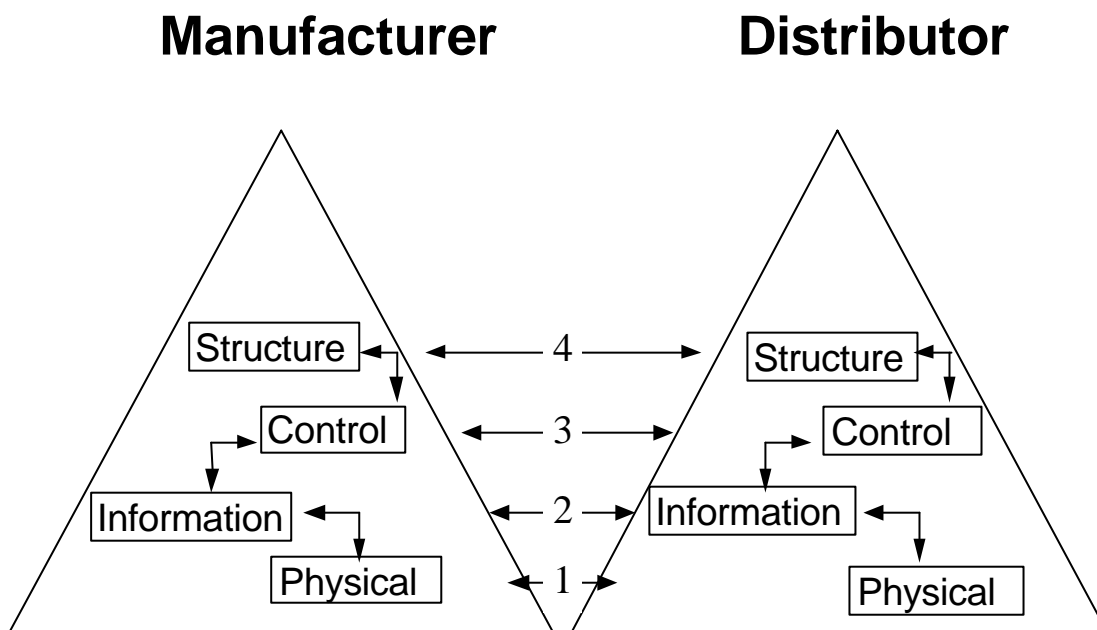 Manufacturer Distributor
Structure 4 Structure
Control 3 Control
Information 2 Information
Physical 1 Physical